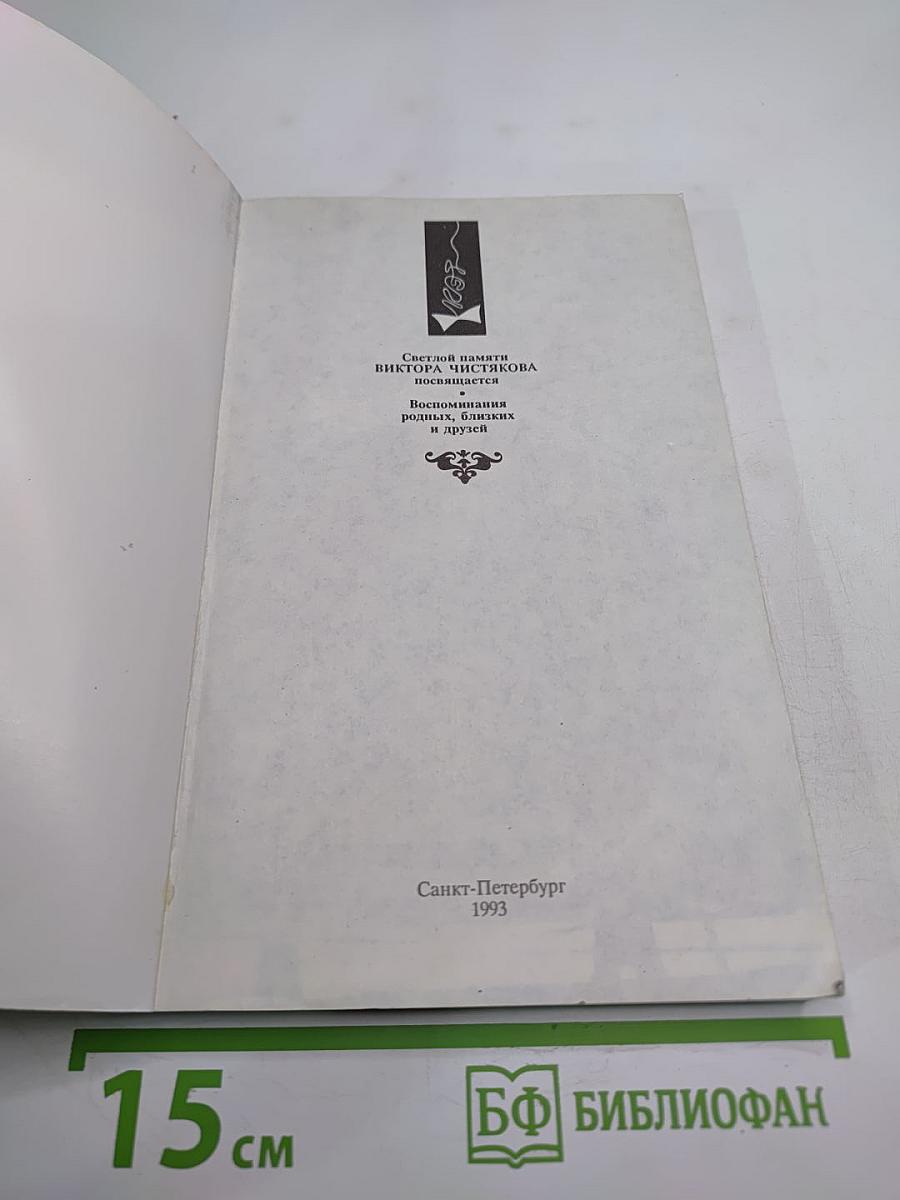 Светлой памяти
ВИКТОРА ЧИСТЯКОВА
посвящается
•
Воспоминания
родных, близких
и друзей
Санкт-Петербург
1993
15 см
БФ БИБЛИОФАН